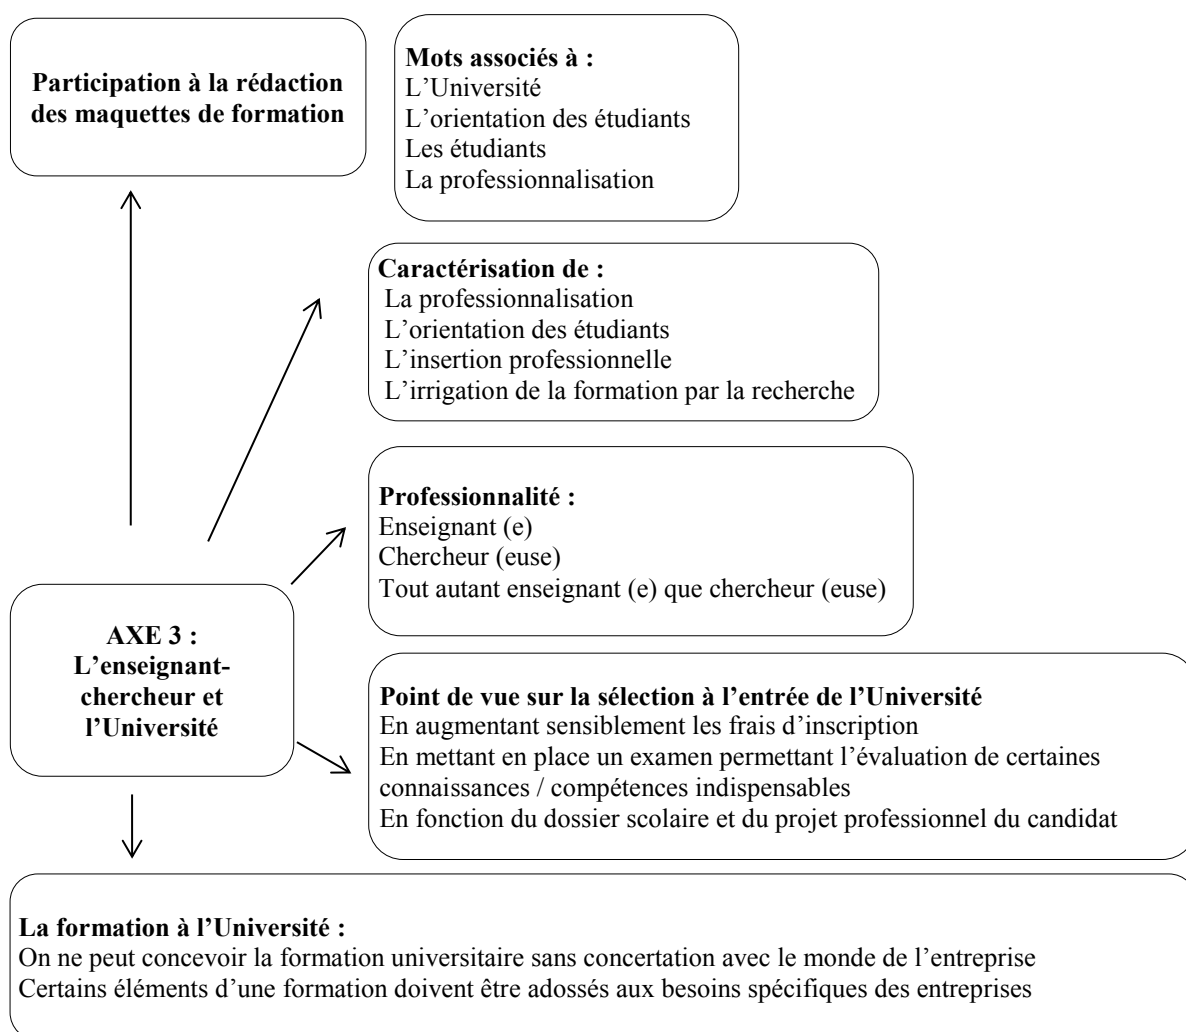 Participation à la rédaction
des maquettes de formation
Mots associés à :
L’Université
L’orientation des étudiants
Les étudiants
La professionnalisation
Caractérisation de :
La professionnalisation
L’orientation des étudiants
L’insertion professionnelle
L’irrigation de la formation par la recherche
Professionnalité :
Enseignant (e)
Chercheur (euse)
Tout autant enseignant (e) que chercheur (euse)
AXE 3 :
L’enseignant-
chercheur et
l’Université
Point de vue sur la sélection à l’entrée de l’Université
En augmentant sensiblement les frais d’inscription
En mettant en place un examen permettant l’évaluation de certaines
connaissances / compétences indispensables
En fonction du dossier scolaire et du projet professionnel du candidat
La formation à l’Université :
On ne peut concevoir la formation universitaire sans concertation avec le monde de l’entreprise
Certains éléments d’une formation doivent être adossés aux besoins spécifiques des entreprises